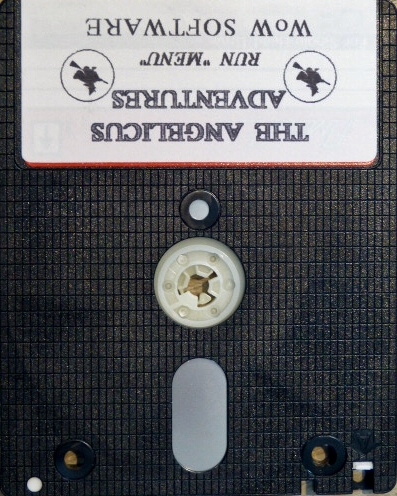 THE ANGELICUS
ADVENTURES
RUN "MENU"
WoW SOFTWARE